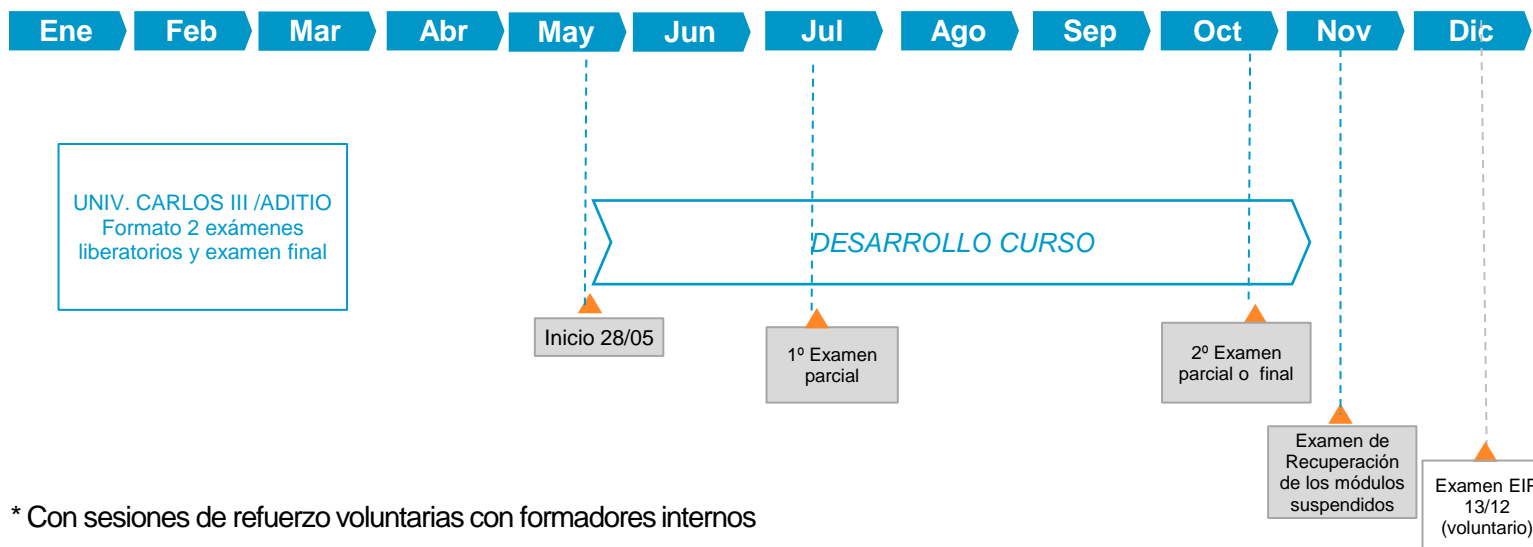 Ene Feb Mar Abr May Jun Jul Ago Sep Oct Nov Dic
UNIV. CARLOS III /ADITIO
Formato 2 exámenes
liberatorios y examen final
DESARROLLO CURSO
Inicio 28/05
1º Examen
parcial
2º Examen
parcial o final
Examen de
Recuperación
de los módulos
suspendidos
Examen
13/12
(voluntario)
* Con sesiones de refuerzo voluntarias con formadores internos